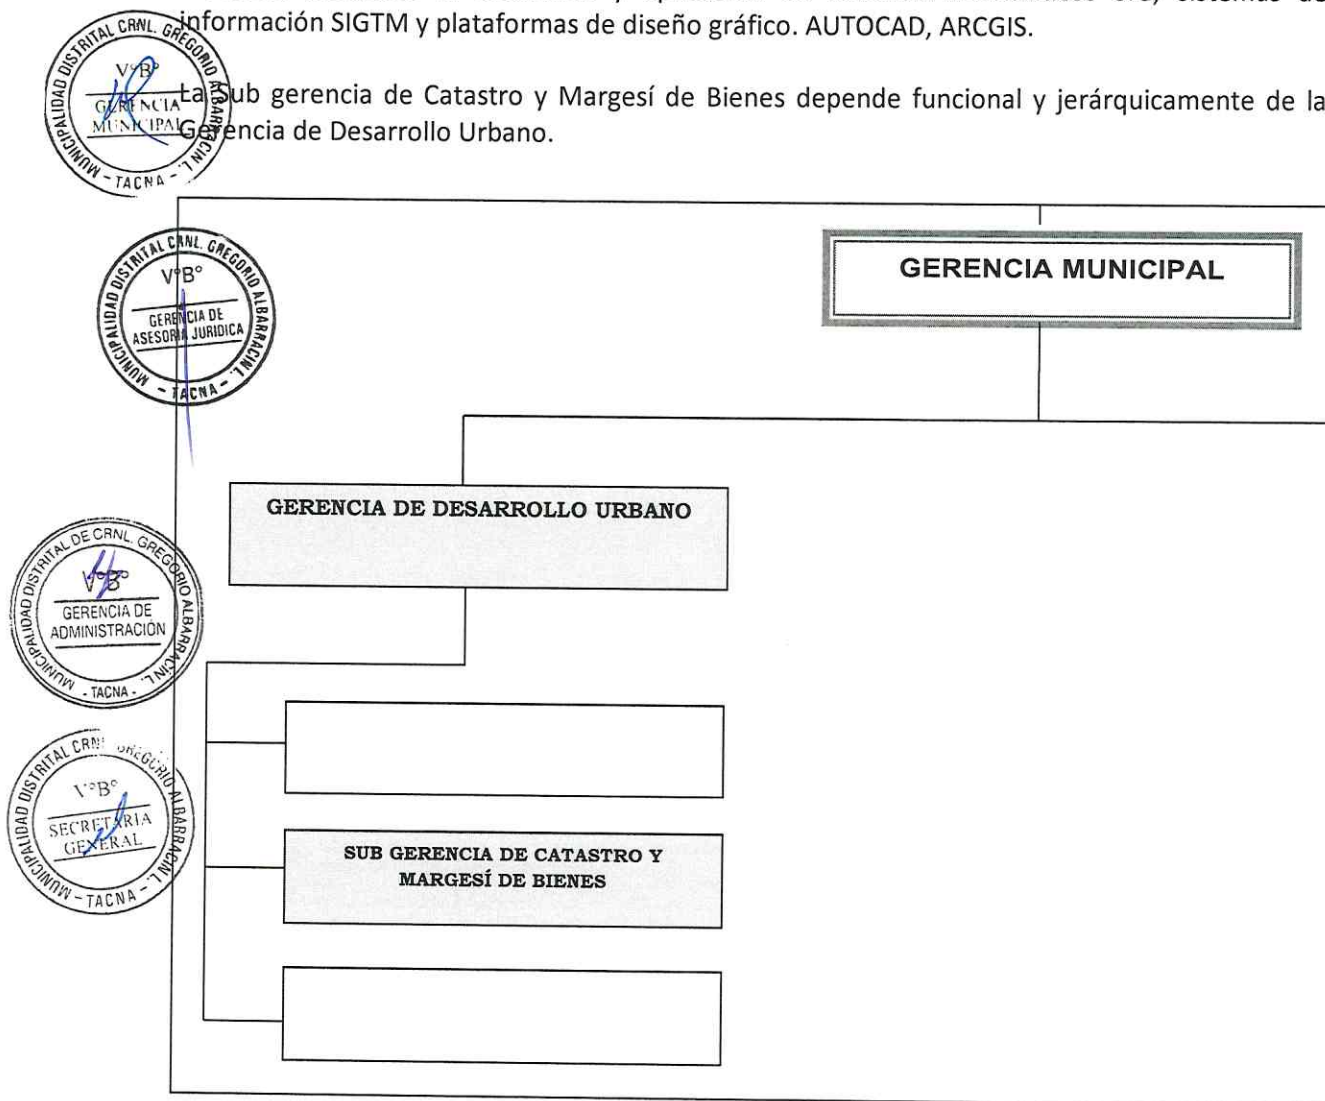 información SIGTM y plataformas de diseño gráfico. AUTOCAD, ARCGIS.
La Sub gerencia de Catastro y Margesí de Bienes depende funcional y jerárquicamente de la
Gerencia de Desarrollo Urbano.
MUNICIPALIDAD DISTRITAL CRNL. GREGORIO ALBARRACIN L.
V°B°
GERENCIA
MUNICIPAL
- TACNA -
MUNICIPALIDAD DISTRITAL CRNL. GREGORIO ALBARRACIN L.
V°B°
GERENCIA DE
ASESORIA JURIDICA
- TACNA -
GERENCIA MUNICIPAL
GERENCIA DE DESARROLLO URBANO
MUNICIPALIDAD DISTRITAL DE CRNL. GREGORIO ALBARRACIN L.
V°B°
GERENCIA DE
ADMINISTRACIÓN
- TACNA -
MUNICIPALIDAD DISTRITAL CRNL. GREGORIO ALBARRACIN L.
V°B°
SECRETARIA
GENERAL
- TACNA -
SUB GERENCIA DE CATASTRO Y
MARGESÍ DE BIENES